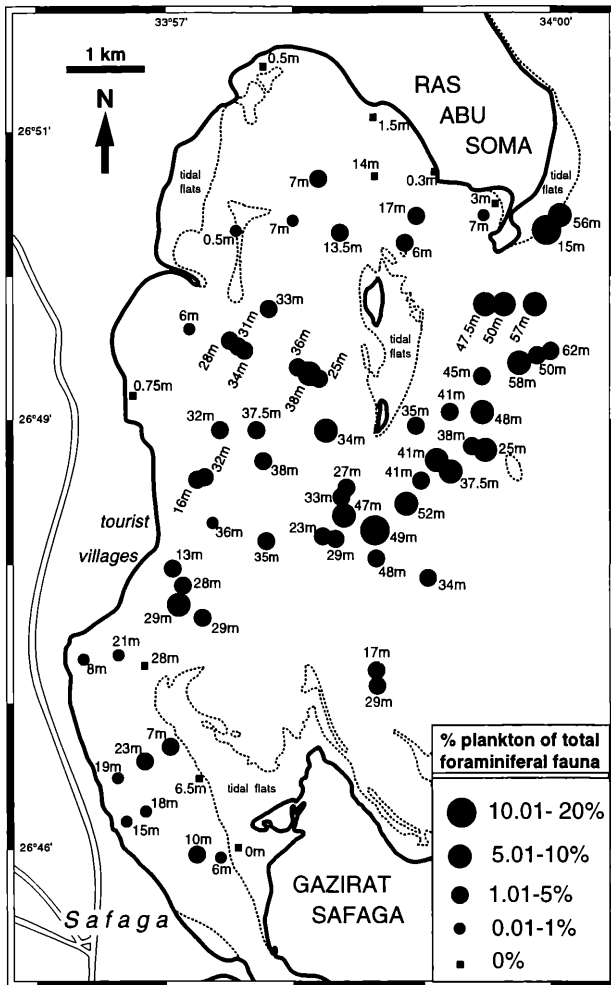 33°57'
34°00'
1 km
N
26°51'
26°49'
26°46'
RAS
ABU
SOMA
0.5m
1.5m
tidal
flats
14m
0.3m
7m
3m
tidal
flats
17m
7m
56m
0.5m
7m
13.5m
6m
15m
33m
6m
31m
28m
34m
36m
38m
25m
tidal
flats
47.5m
50m
57m
62m
50m
58m
45m
0.75m
32m
37.5m
34m
35m
41m
48m
38m
38m
25m
41m
37.5m
32m
16m
27m
33m
41m
47m
52m
36m
tourist
villages
35m
23m
29m
49m
48m
34m
13m
28m
29m
29m
21m
8m
28m
17m
29m
7m
23m
19m
6.5m
tidal flats
18m
15m
10m
6m
0m
Safaga
GAZIRAT
SAFAGA
% plankton of total
foraminiferal fauna
10.01- 20%
5.01-10%
1.01-5%
0.01-1%
0%